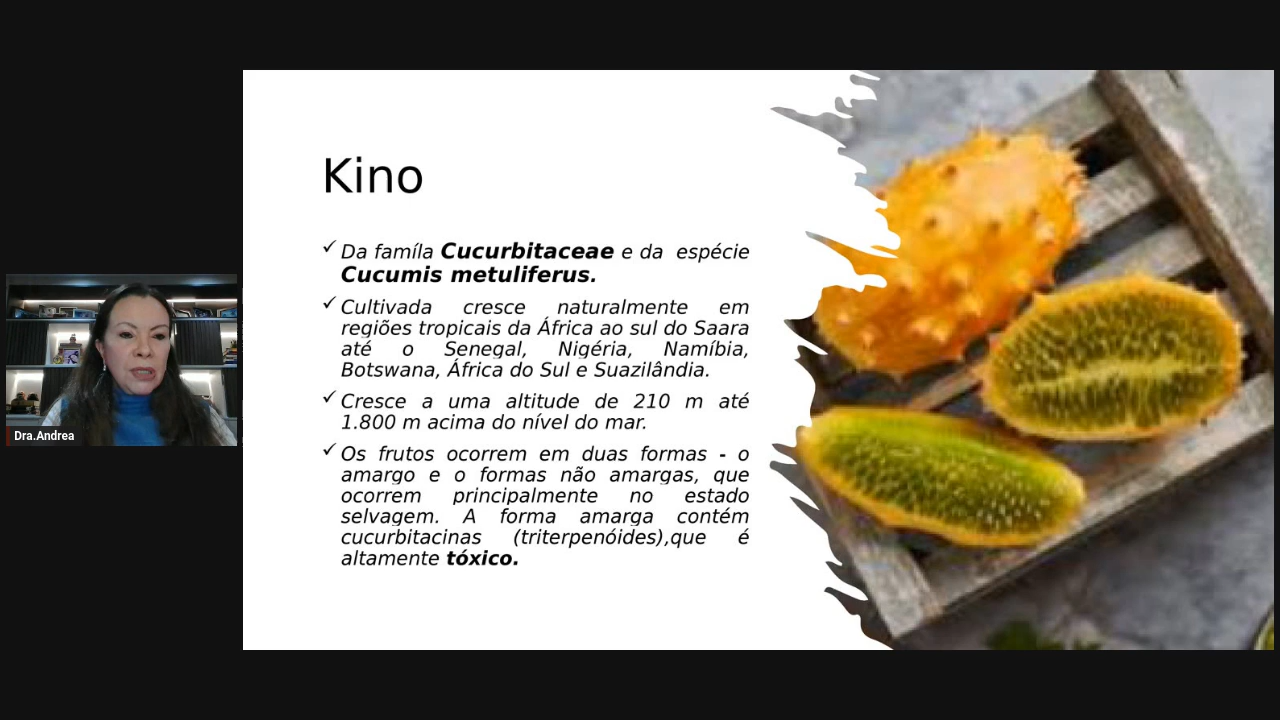 Kino
Da famíla Cucurbitaceae e da espécie
Cucumis metuliferus.
Cultivada cresce naturalmente em
regiões tropicais da África ao sul do Saara
até o Senegal, Nigéria, Namíbia,
Botswana, África do Sul e Suazilândia.
Cresce a uma altitude de 210 m até
1.800 m acima do nível do mar.
Os frutos ocorrem em duas formas - o
amargo e o formas não amargas, que
ocorrem principalmente no estado
selvagem. A forma amarga contém
cucurbitacinas (triterpenóides),que é
altamente tóxico.
Dra.Andrea